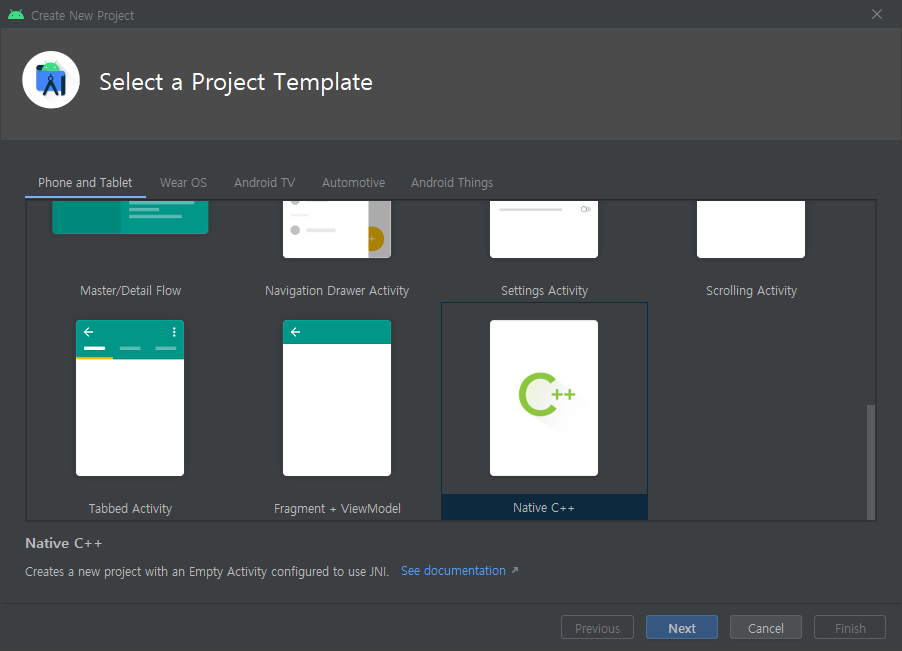 Create New Project
Select a Project Template
Phone and Tablet
Wear OS
Android TV
Automotive
Android Things
Master/Detail Flow
Navigation Drawer Activity
Settings Activity
Scrolling Activity
C++
Tabbed Activity
Fragment + ViewModel
Native C++
Native C++
Creates a new project with an Empty Activity configured to use JNI. See documentation
Previous
Next
Cancel
Finish